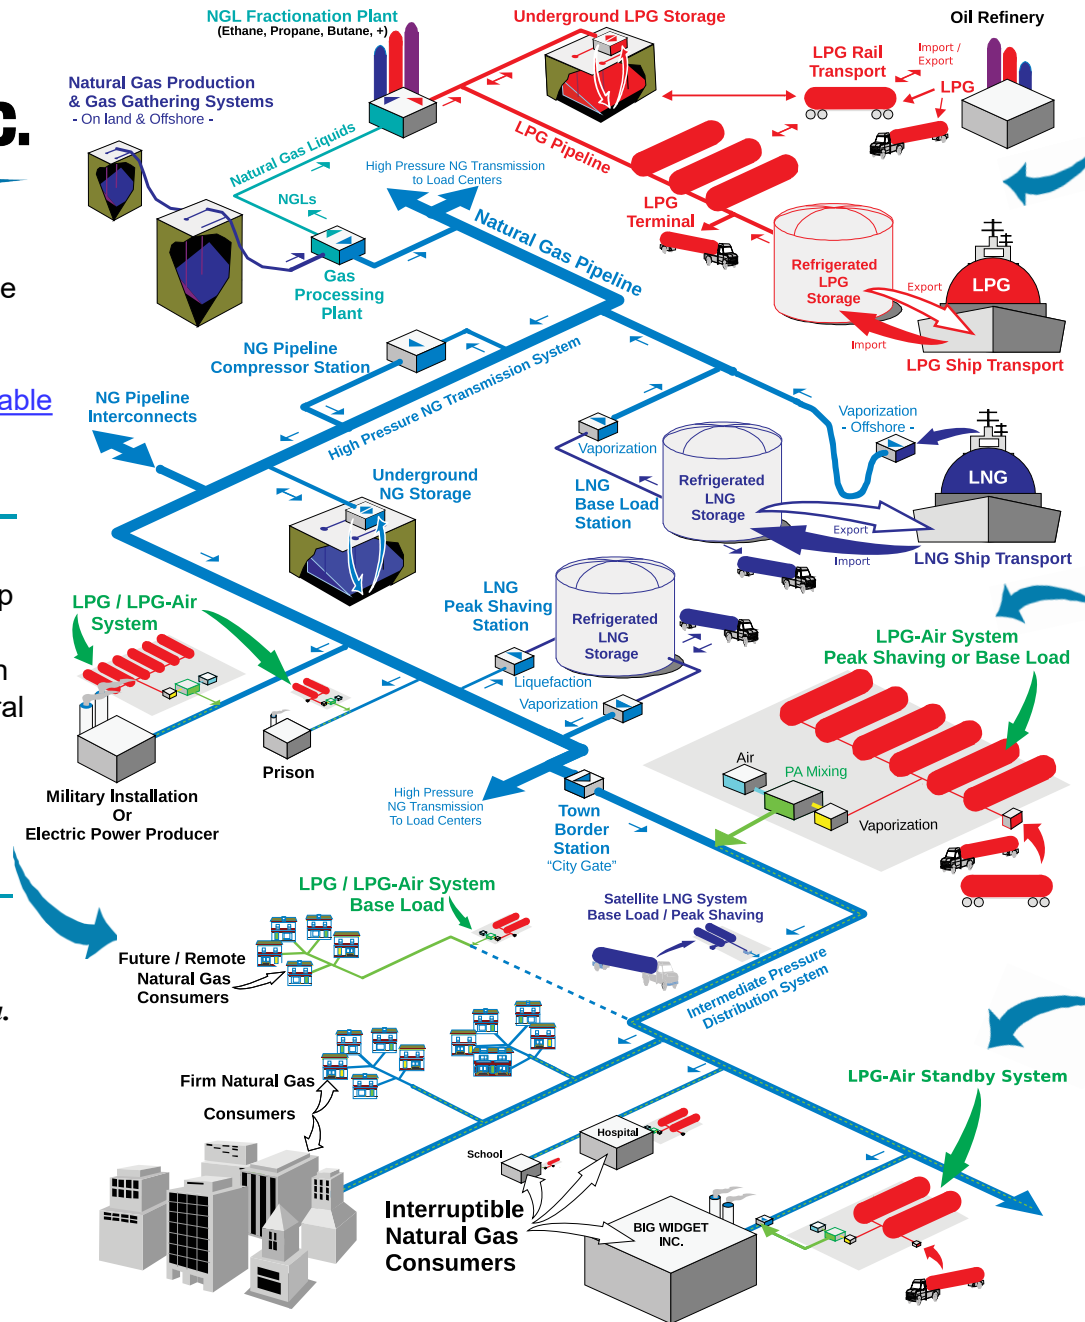 NGL Fractionation Plant
(Ethane, Propane, Butane, +)
Underground LPG Storage
Oil Refinery
LPG Rail
Transport
Import /
Export
LPG
Natural Gas Production
& Gas Gathering Systems
- On land & Offshore -
c.
Natural Gas Liquids
LPG Pipeline
High Pressure NG Transmission
to Load Centers
NGLs
LPG
Terminal
Natural Gas Pipeline
Refrigerated
LPG
Storage
Export
Import
LPG
LPG Ship Transport
Gas
Processing
Plant
e
NG Pipeline
Compressor Station
High Pressure NG Transmission System
able
NG Pipeline
Interconnects
Vaporization
- Offshore -
Vaporization
Underground
NG Storage
LNG
Base Load
Station
Refrigerated
LNG
Storage
LNG
Export
Import
LNG Ship Transport
p
LPG / LPG-Air
System
LNG
Peak Shaving
Station
Refrigerated
LNG
Storage
LPG-Air System
Peak Shaving or Base Load
n
ral
Liquefaction
Vaporization
Prison
Military Installation
Or
Electric Power Producer
High Pressure
NG Transmission
To Load Centers
Town
Border
Station
“City Gate”
Air
PA Mixing
Vaporization
LPG / LPG-Air System
Base Load
Satellite LNG System
Base Load / Peak Shaving
Future / Remote
Natural Gas
Consumers
Intermediate Pressure
Distribution System
Firm Natural Gas
Consumers
LPG-Air Standby System
School
Hospital
Interruptible
Natural Gas
Consumers
BIG WIDGET
INC.